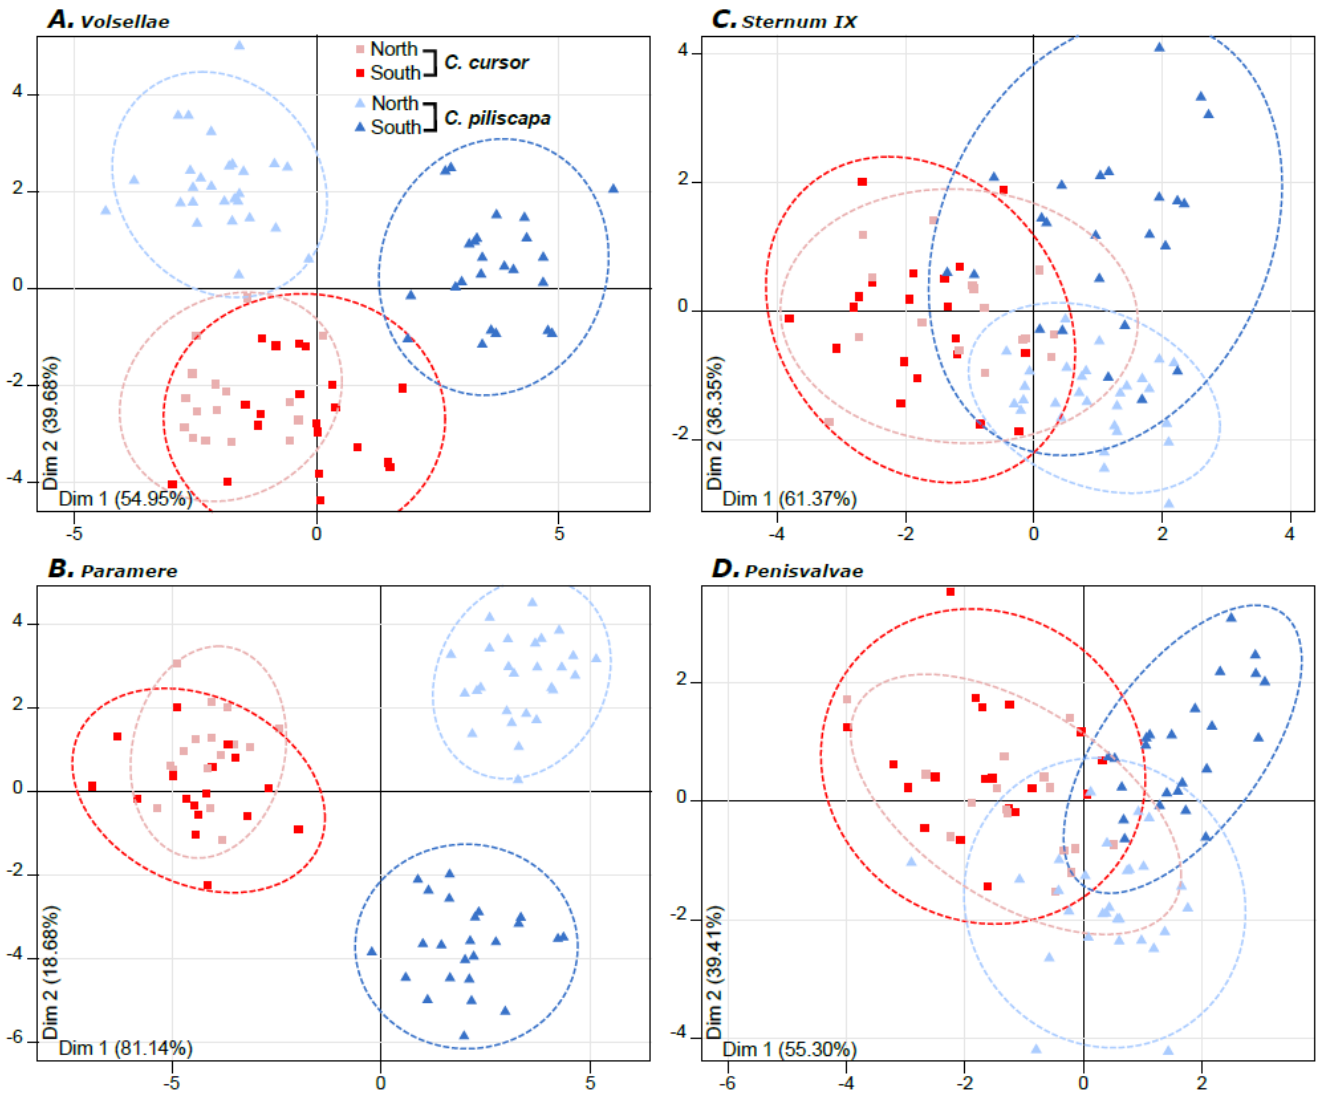 A. Volsellae
North
South
C. cursor
North
South
C. piliscapa
4
2
0
-2
-4
Dim 2 (39.68%)
Dim 1 (54.95%)
-5
0
5
C. Sternum IX
4
2
0
-2
Dim 2 (36.35%)
Dim 1 (61.37%)
-4
-2
0
2
4
B. Paramere
4
2
0
-2
-4
-6
Dim 2 (18.68%)
Dim 1 (81.14%)
-5
0
5
D. Penisvalvae
2
0
-2
-4
Dim 2 (39.41%)
Dim 1 (55.30%)
-6
-4
-2
0
2